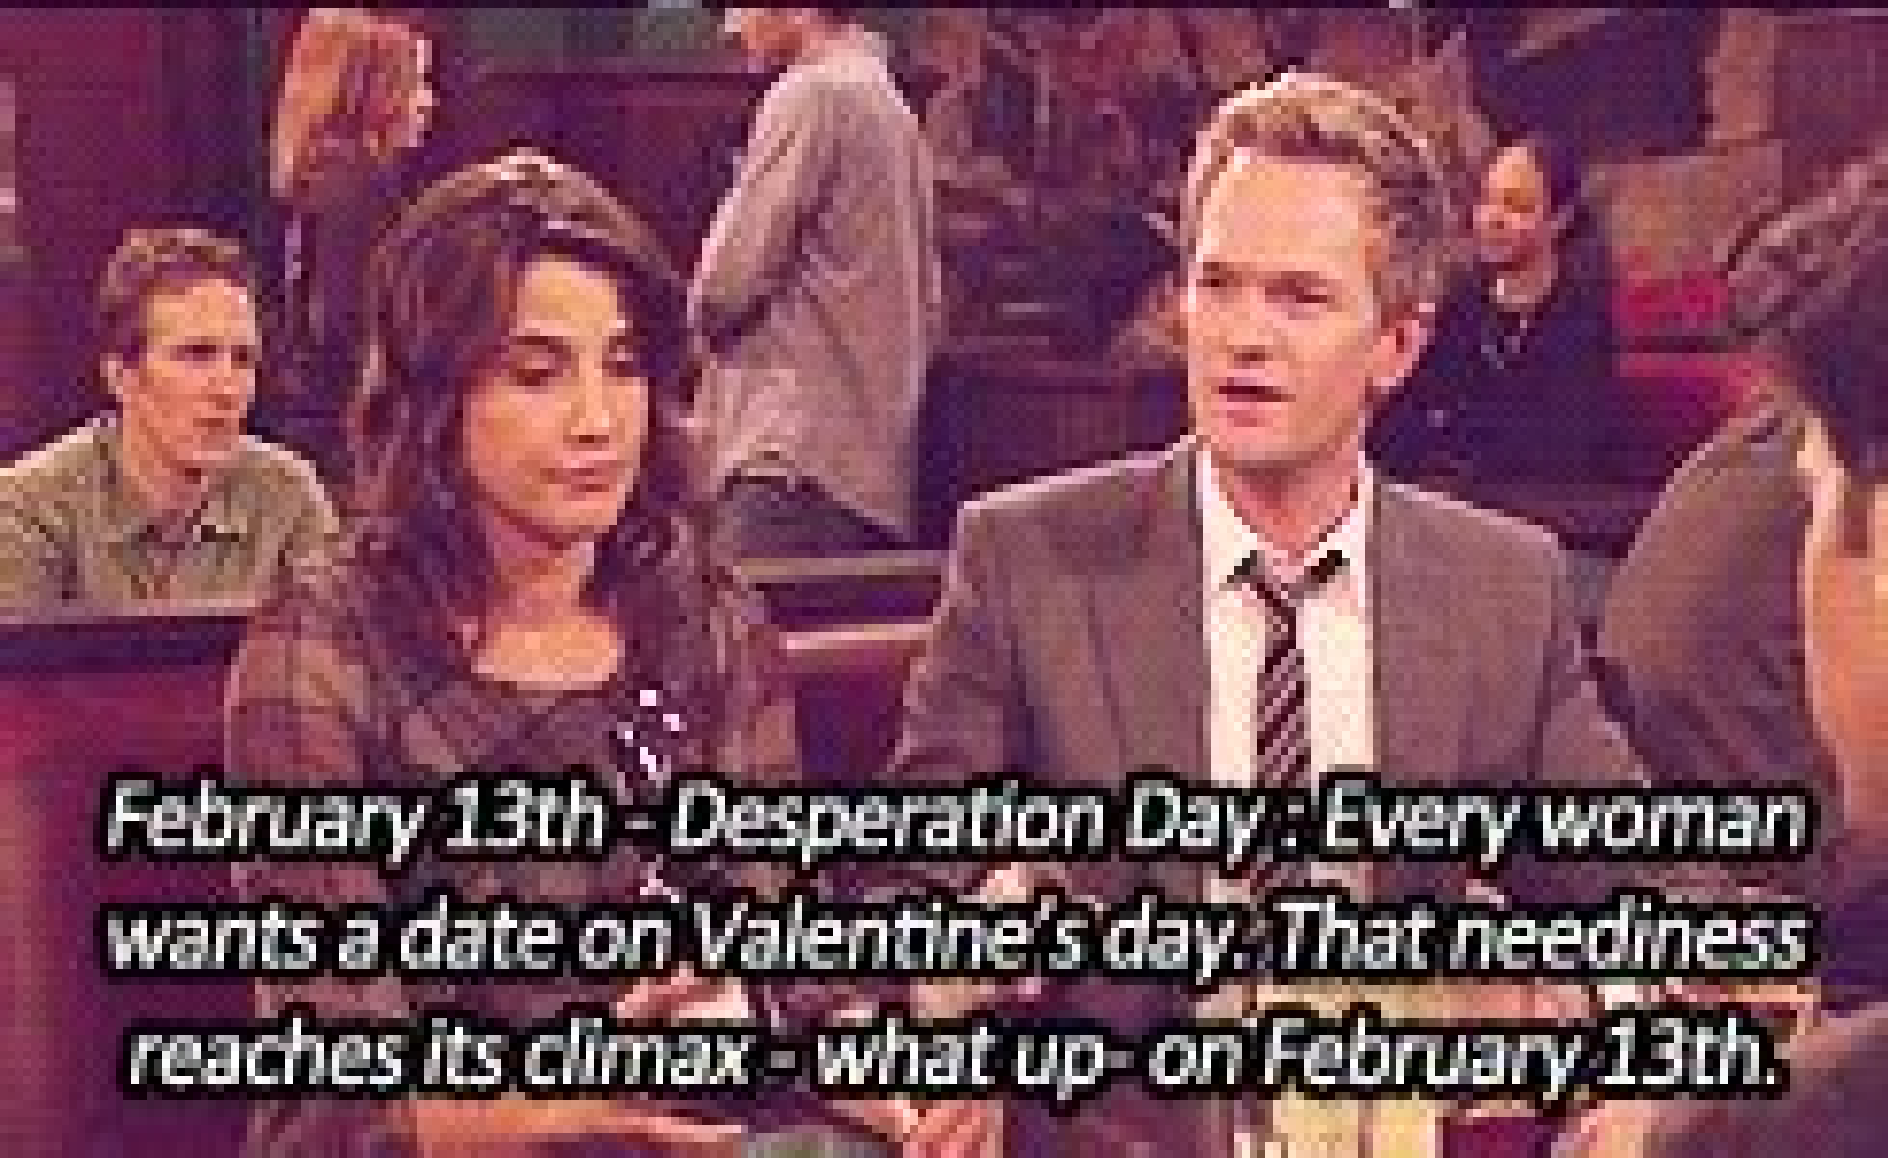 February 13th - Desperation Day : Every woman
wants a date on Valentine's day. That neediness
reaches its climax - what up- on February 13th.